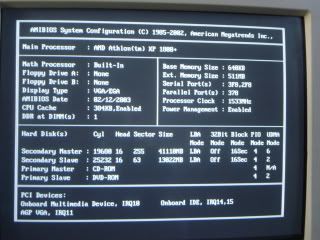 AMIBIOS System Configuration (C) 1985-2002, American Megatrends Inc.,
Main Processor : AMD Athlon(tm) XP 1800+
Math Processor : Built-In Base Memory Size : 640KB
Floppy Drive A: : None Ext. Memory Size : 511MB
Floppy Drive B: : None Serial Port(s) : 3F8,2F8
Display Type : VGA/EGA Parallel Port(s) : 378
AMIBIOS Date : 02/12/2003 Processor Clock : 1533MHz
CPU Cache : 384KB,Enabled Power Management : Enabled
DDR at DIMM(s) : 1
Hard Disk(s) Cyl Head Sector Size LBA 32Bit Block PIO UDMA
Mode Mode Mode Mode Mode
Secondary Master : 19600 16 255 41110MB LBA Off 16Sec 4 6
Secondary Slave : 25232 16 63 13022MB LBA Off 16Sec 4 2
Primary Master : CD-ROM 4 N/A
Primary Slave : DVD-ROM 4 2
PCI Devices:
Onboard Multimedia Device, IRQ10 Onboard IDE, IRQ14,15
AGP VGA, IRQ11